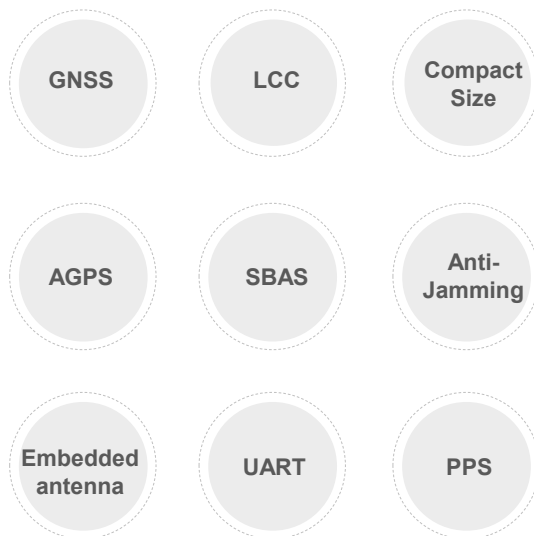 GNSS
LCC
Compact
Size
AGPS
SBAS
Anti-
Jamming
Embedded
antenna
UART
PPS